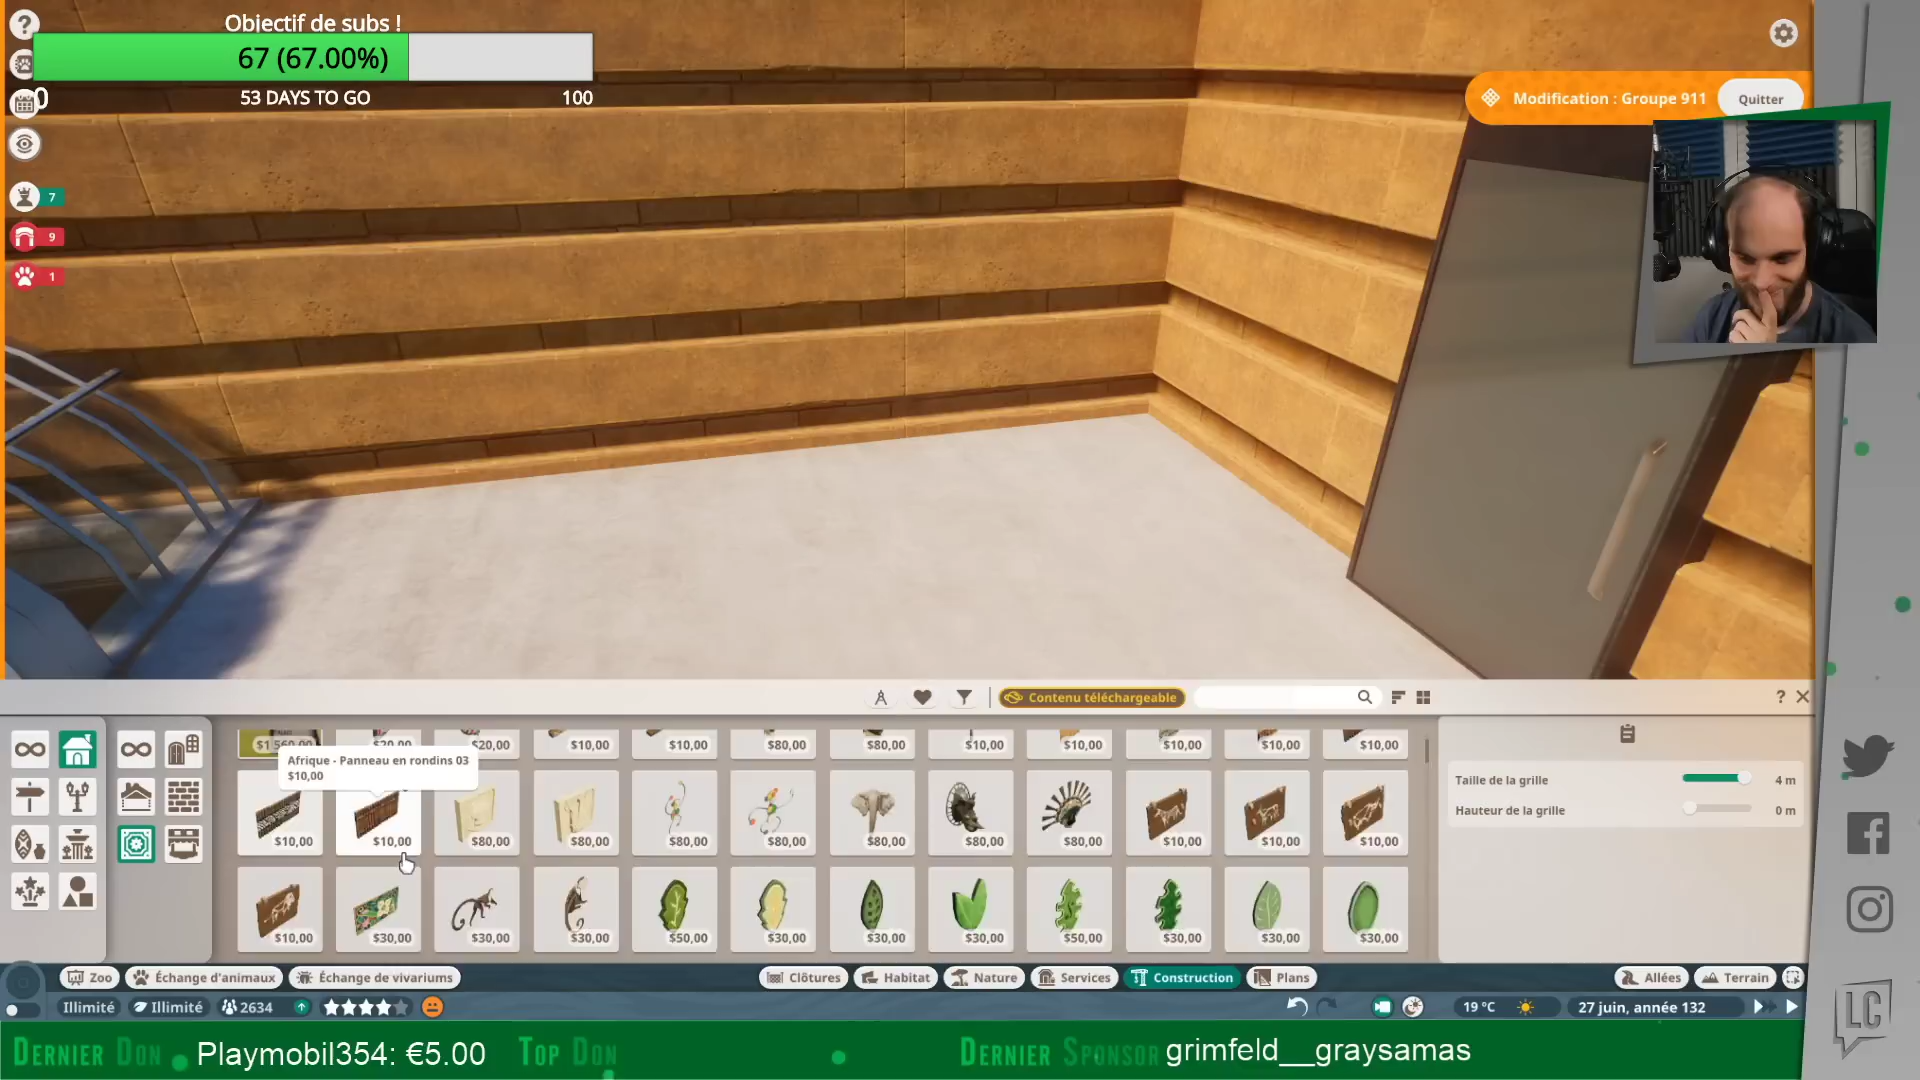 Objectif de subs !
67 (67.00%)
0
53 DAYS TO GO
100
Modification : Groupe 911
Quitter
7
9
1
Contenu téléchargeable
?
$20,00
$20,00
$10,00
$10,00
$80,00
$80,00
$10,00
$10,00
$10,00
$10,00
$10,00
Afrique - Panneau en rondins 03
$10,00
$10,00
$10,00
$80,00
$80,00
$80,00
$80,00
$80,00
$80,00
$80,00
$10,00
$10,00
$10,00
$10,00
$30,00
$30,00
$30,00
$50,00
$30,00
$30,00
$30,00
$50,00
$30,00
$30,00
$30,00
Taille de la grille
4 m
Hauteur de la grille
0 m
Zoo
Échange d'animaux
Échange de vivariums
Clôtures
Habitat
Nature
Services
Construction
Plans
Allées
Terrain
Illimité
Illimité
2634
19 °C
27 juin, année 132
LC
Dernier Don
Playmobil354: €5.00
Top Don
Dernier Sponsor
grimfeld__graysamas